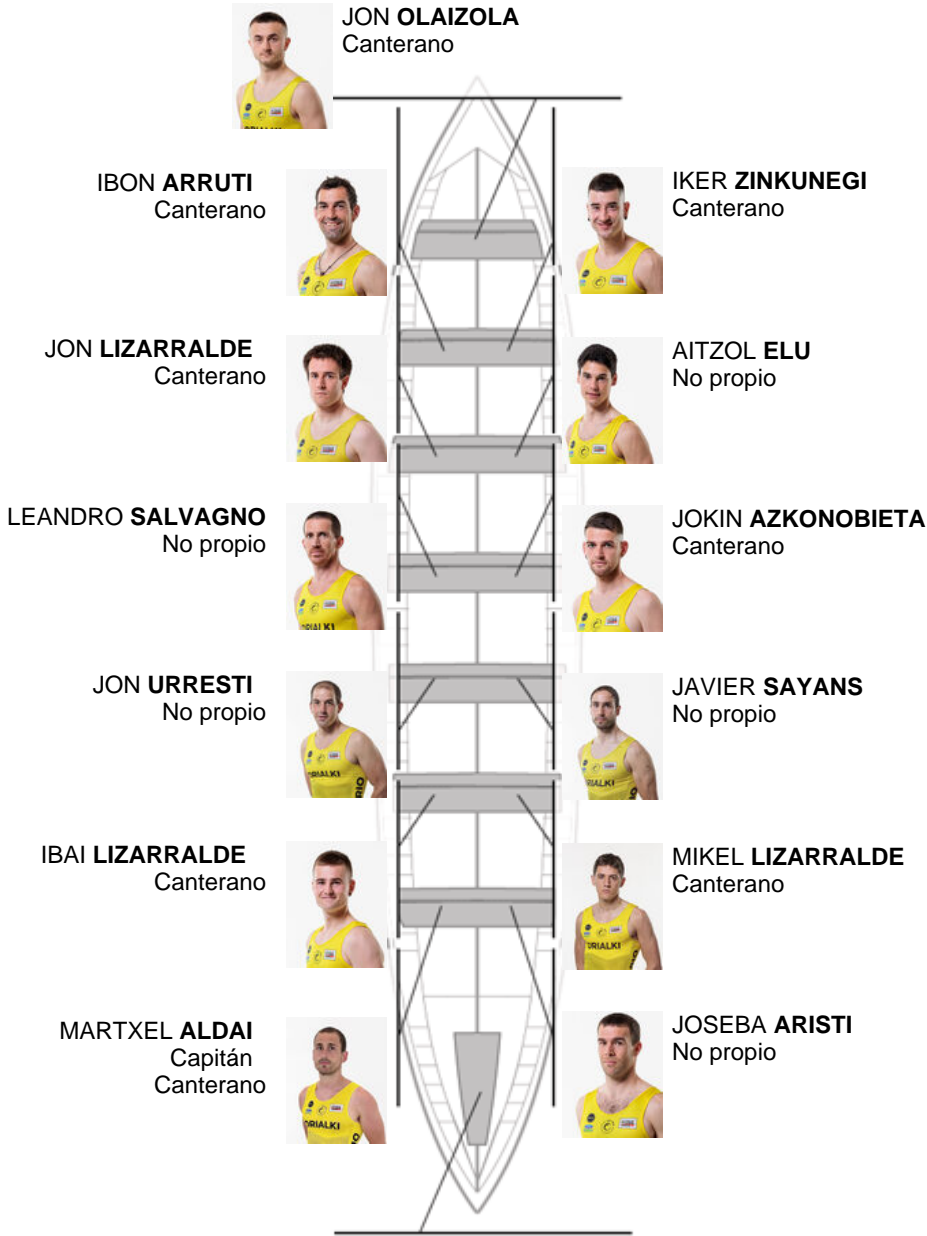 JON OLAIZOLA
Canterano
IBON ARRUTI
Canterano
IKER ZINKUNEGI
Canterano
JON LIZARRALDE
Canterano
AITZOL ELU
No propio
LEANDRO SALVAGNO
No propio
JOKIN AZKONOBIETA
Canterano
JON URRESTI
No propio
JAVIER SAYANS
No propio
IBAI LIZARRALDE
Canterano
MIKEL LIZARRALDE
Canterano
MARTXEL ALDAI
Capitán
Canterano
JOSEBA ARISTI
No propio